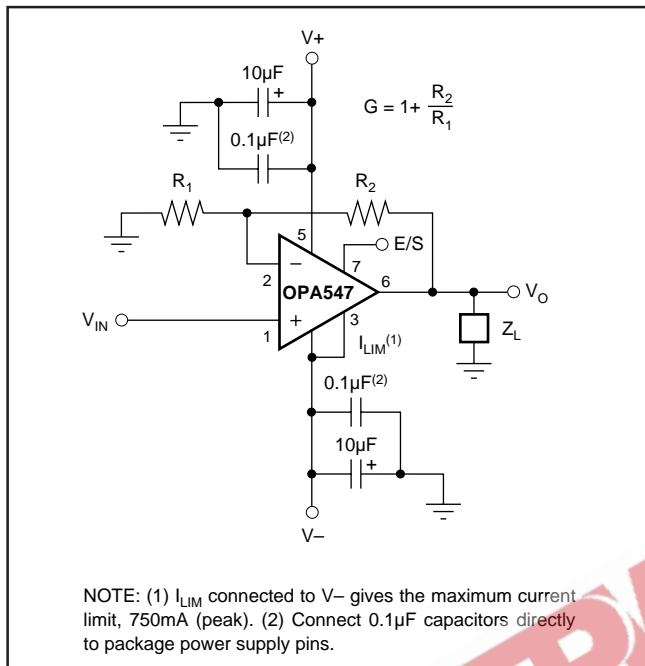 V+
10µF
+
G = 1+ R2
R1
0.1µF(2)
R1
R2
5
E/S
7
–
2
OPA547
6
VO
VIN
+
1
3
ILIM(1)
ZL
0.1µF(2)
10µF
+
V–
NOTE: (1) ILIM connected to V– gives the maximum current
limit, 750mA (peak). (2) Connect 0.1µF capacitors directly
to package power supply pins.